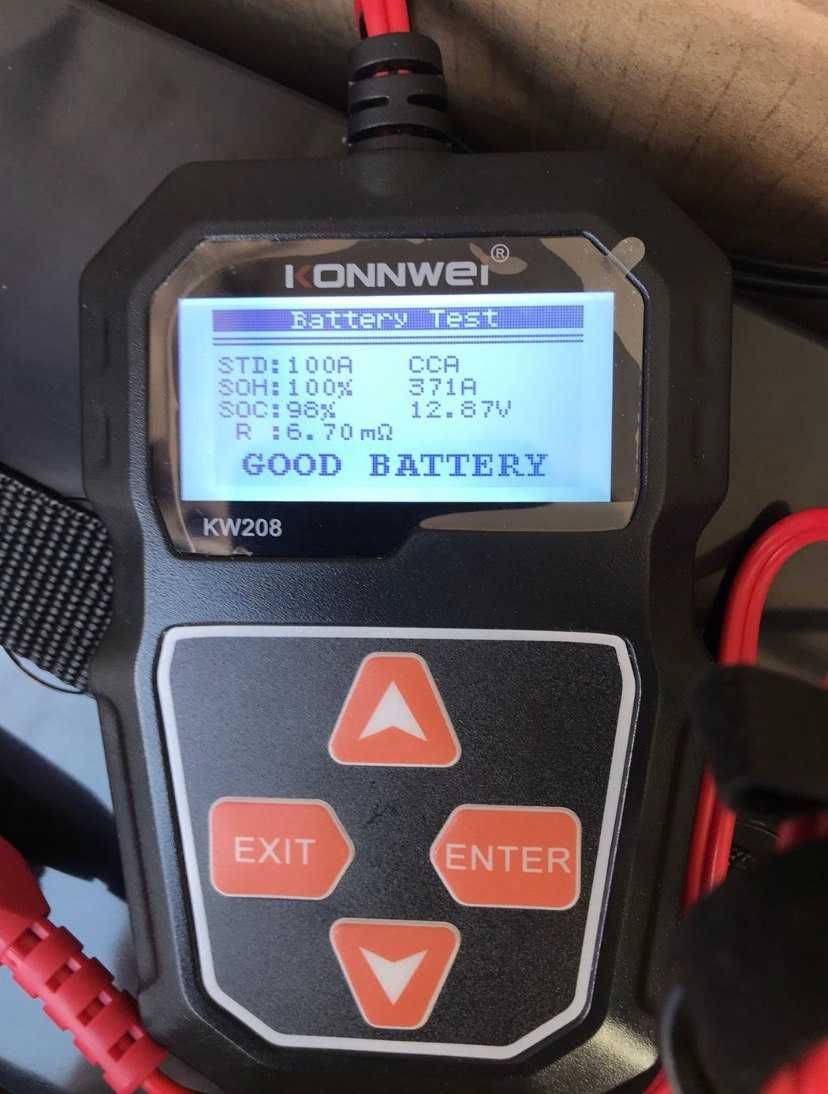 KONNWEI®
Battery Test
STD:100A CCA
SOH:100% 371A
SOC:98% 12.87V
R :6.70mΩ
GOOD BATTERY
KW208
EXIT
ENTER